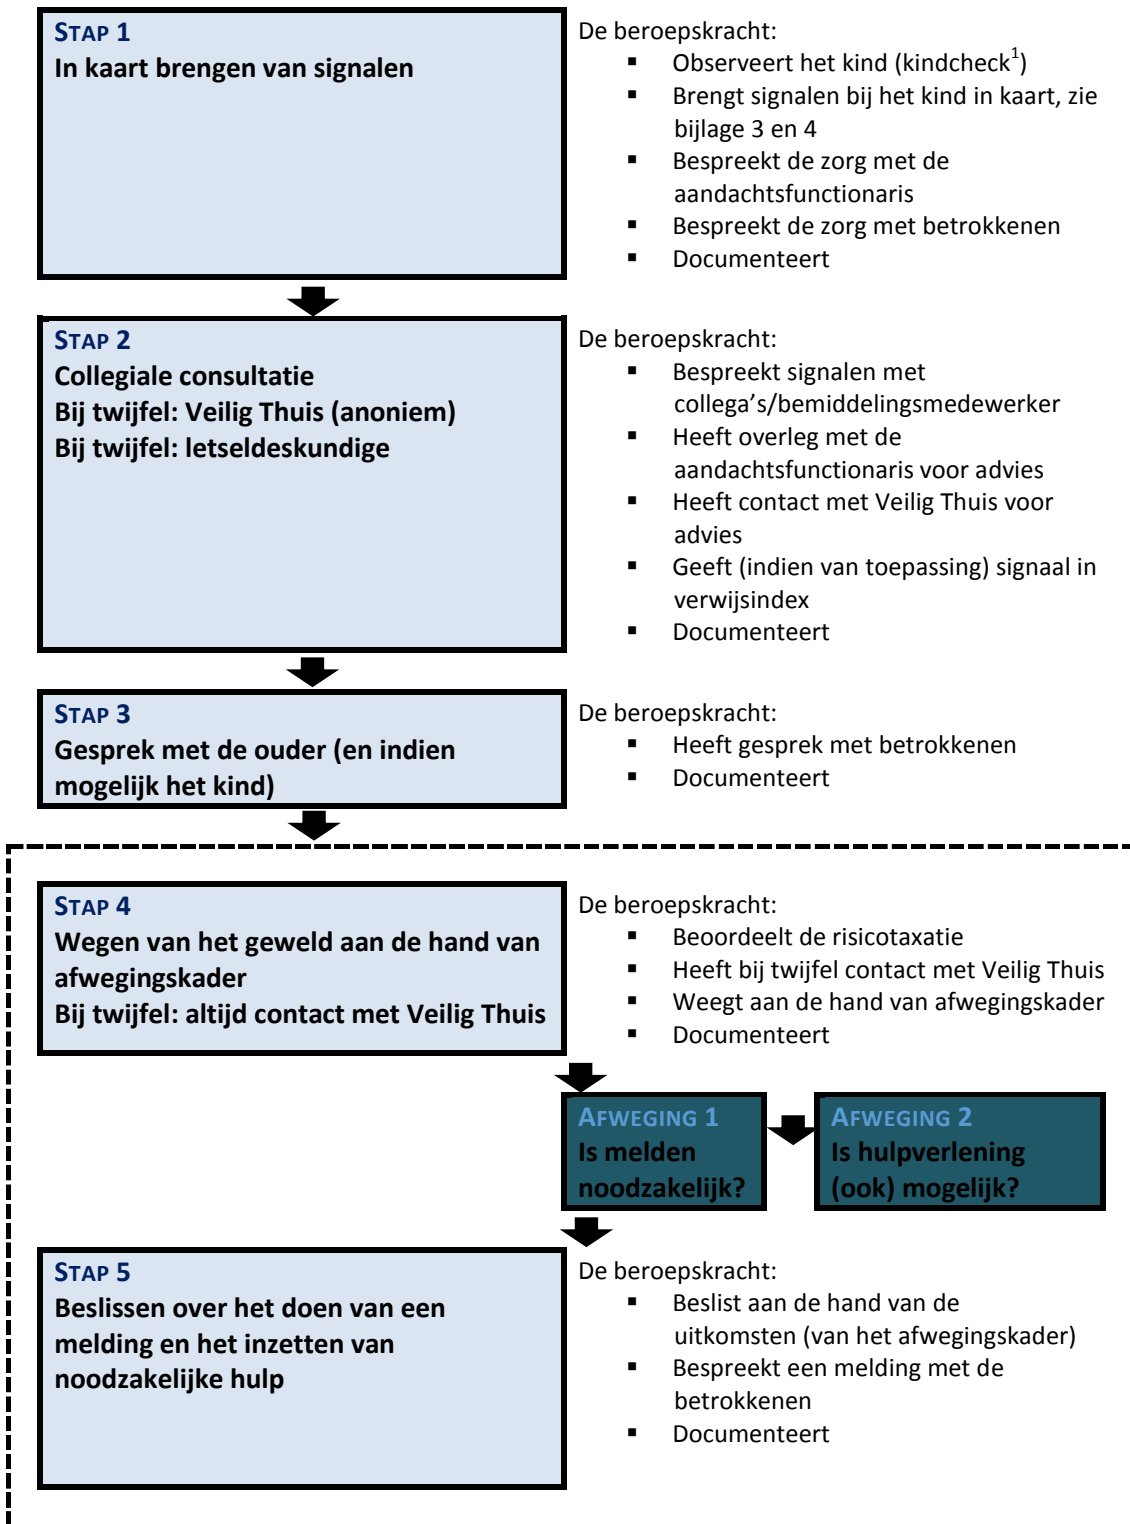 STAP 1
In kaart brengen van signalen
De beroepskracht:
▪ Observeert het kind (kindcheck1)
▪ Brengt signalen bij het kind in kaart, zie
bijlage 3 en 4
▪ Bespreekt de zorg met de
aandachtsfunctionaris
▪ Bespreekt de zorg met betrokkenen
▪ Documenteert
STAP 2
Collegiale consultatie
Bij twijfel: Veilig Thuis (anoniem)
Bij twijfel: letseldeskundige
De beroepskracht:
▪ Bespreekt signalen met
collega’s/bemiddelingsmedewerker
▪ Heeft overleg met de
aandachtsfunctionaris voor advies
▪ Heeft contact met Veilig Thuis voor
advies
▪ Geeft (indien van toepassing) signaal in
verwijsindex
▪ Documenteert
STAP 3
Gesprek met de ouder (en indien
mogelijk het kind)
De beroepskracht:
▪ Heeft gesprek met betrokkenen
▪ Documenteert
STAP 4
Wegen van het geweld aan de hand van
afwegingskader
Bij twijfel: altijd contact met Veilig Thuis
De beroepskracht:
▪ Beoordeelt de risicotaxatie
▪ Heeft bij twijfel contact met Veilig Thuis
▪ Weegt aan de hand van afwegingskader
▪ Documenteert
AFWEGING 1
Is melden
noodzakelijk?
AFWEGING 2
Is hulpverlening
(ook) mogelijk?
STAP 5
Beslissen over het doen van een
melding en het inzetten van
noodzakelijke hulp
De beroepskracht:
▪ Beslist aan de hand van de
uitkomsten (van het afwegingskader)
▪ Bespreekt een melding met de
betrokkenen
▪ Documenteert